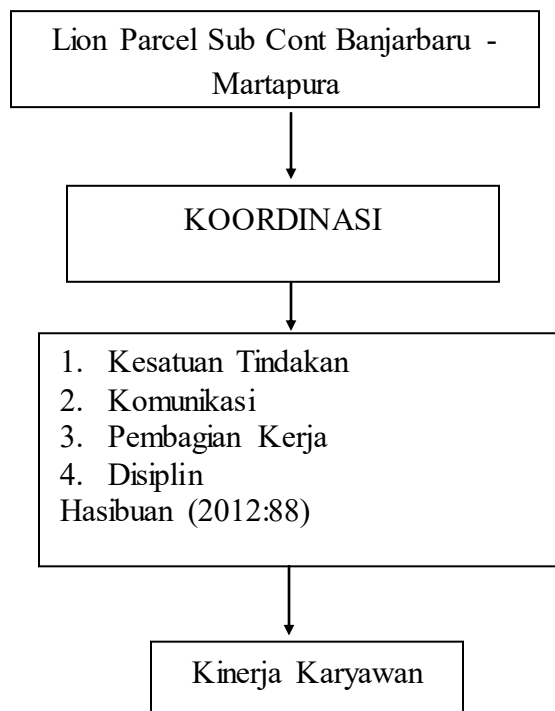 Lion Parcel Sub Cont Banjarbaru -
Martapura
KOORDINASI
1. Kesatuan Tindakan
2. Komunikasi
3. Pembagian Kerja
4. Disiplin
Hasibuan (2012:88)
Kinerja Karyawan